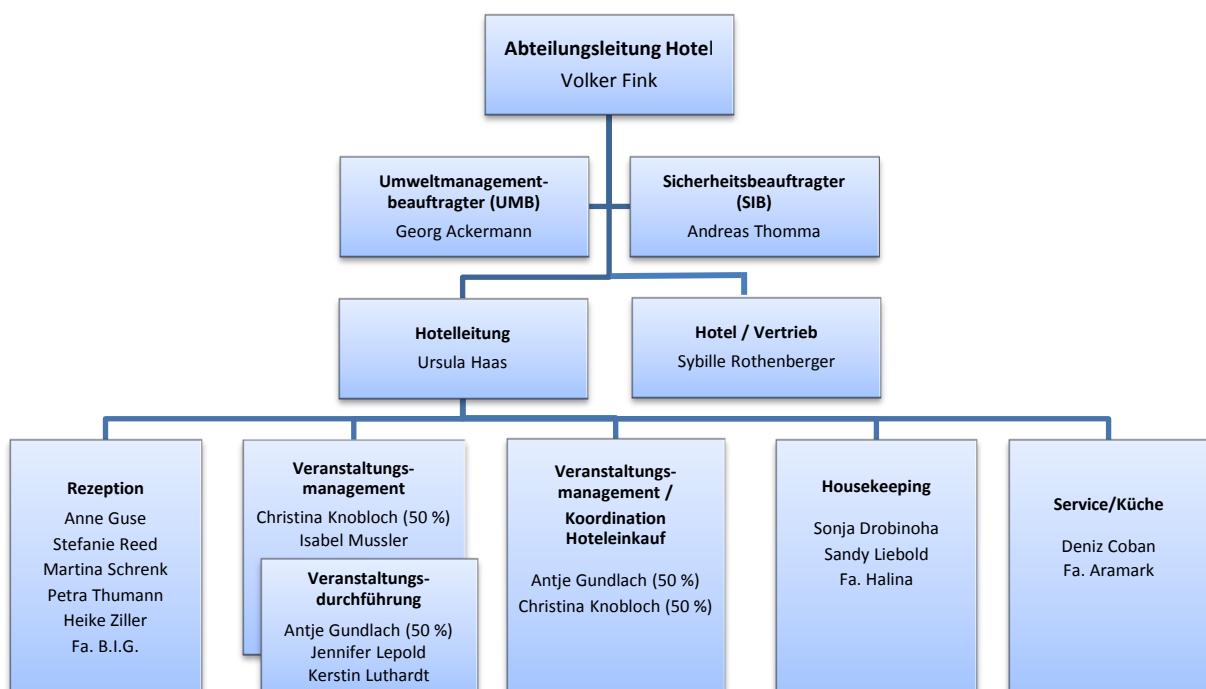 Abteilungsleitung Hotel
Volker Fink
Umweltmanagement-
beauftragter (UMB)
Georg Ackermann
Sicherheitsbeauftragter
(SIB)
Andreas Thomma
Hotelleitung
Ursula Haas
Hotel / Vertrieb
Sybille Rothenberger
Rezeption
Anne Guse
Stefanie Reed
Martina Schrenk
Petra Thumann
Heike Ziller
Fa. B.I.G.
Veranstaltungs-
management
Christina Knobloch (50 %)
Isabel Mussler
Veranstaltungs-
durchführung
Antje Gundlach (50 %)
Jennifer Lepold
Kerstin Luthardt
Veranstaltungs-
management /
Koordination
Hoteleinkauf
Antje Gundlach (50 %)
Christina Knobloch (50 %)
Housekeeping
Sonja Drobinoha
Sandy Liebold
Fa. Halina
Service/Küche
Deniz Coban
Fa. Aramark